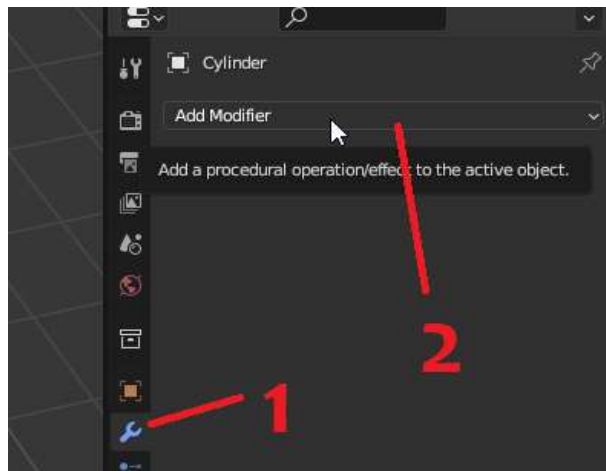 Cylinder
Add Modifier
Add a procedural operation/effect to the active object.
2
1